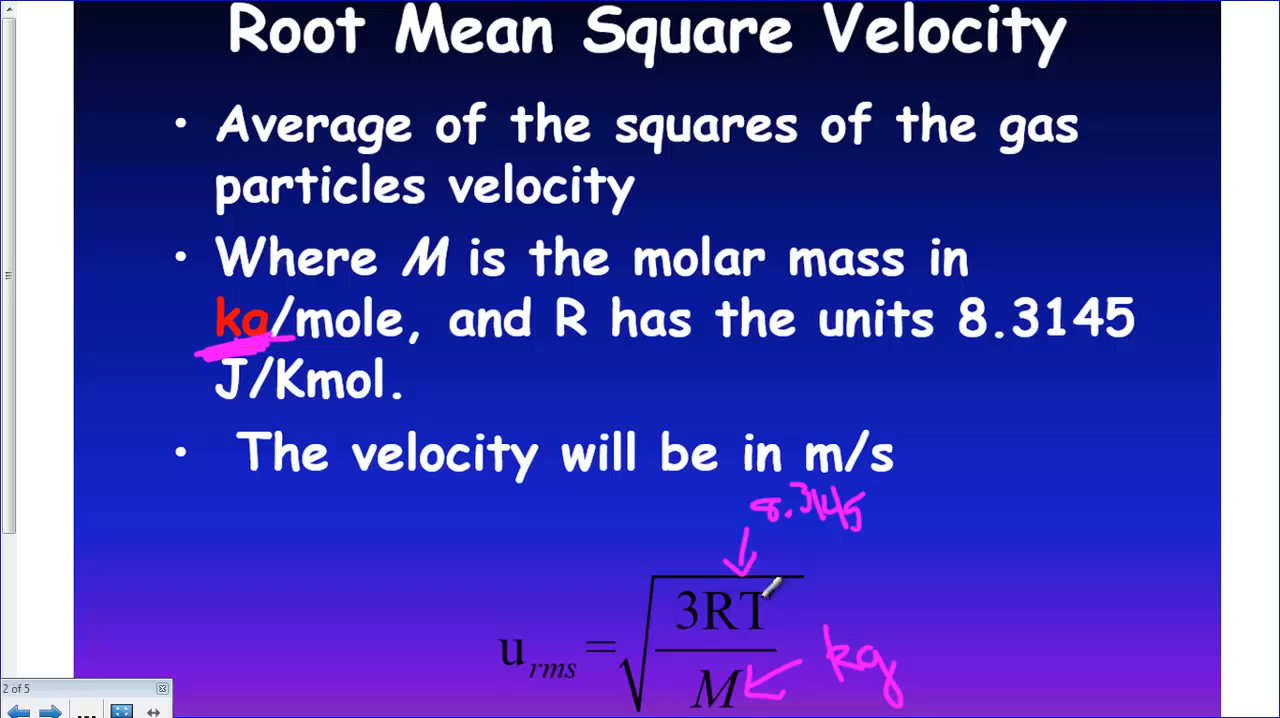 Root Mean Square Velocity
• Average of the squares of the gas
particles velocity
• Where M is the molar mass in
kg/mole, and R has the units 8.3145
J/Kmol.
• The velocity will be in m/s
8.3145
u_rms = √(3RT/M)
kg
2 of 5